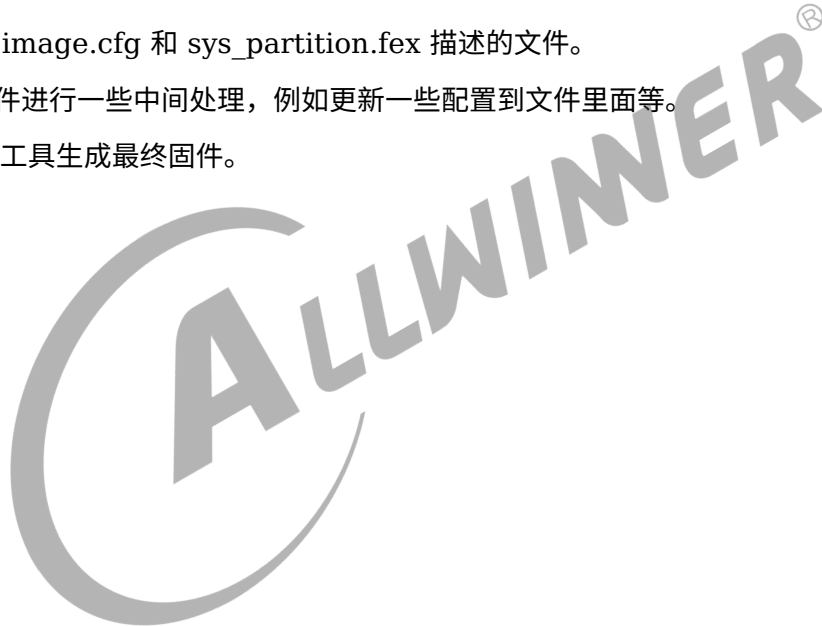 image.cfg 和 sys_partition.fex 描述的文件。
件进行一些中间处理，例如更新一些配置到文件里面等。
工具生成最终固件。
ALLWINNER®